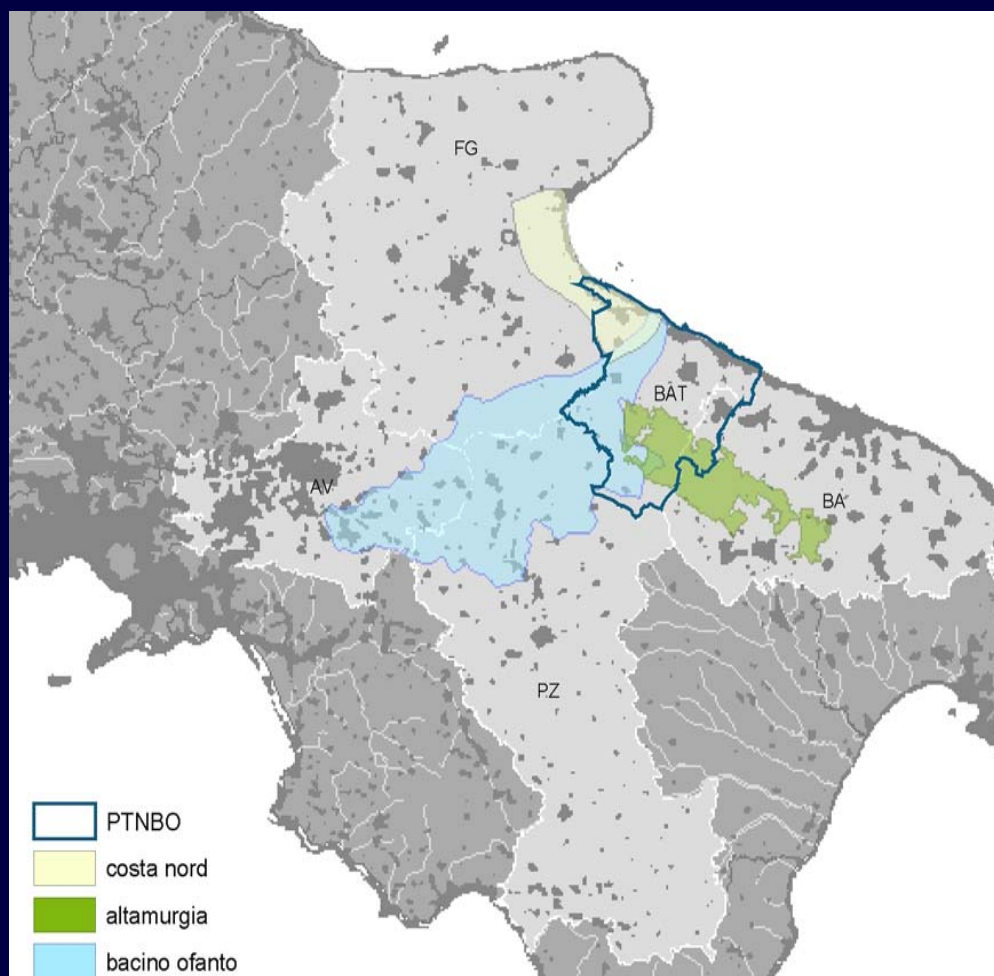 FG
BAT
AV
BA
PZ
PTNBO
costa nord
altamurgia
bacino ofanto